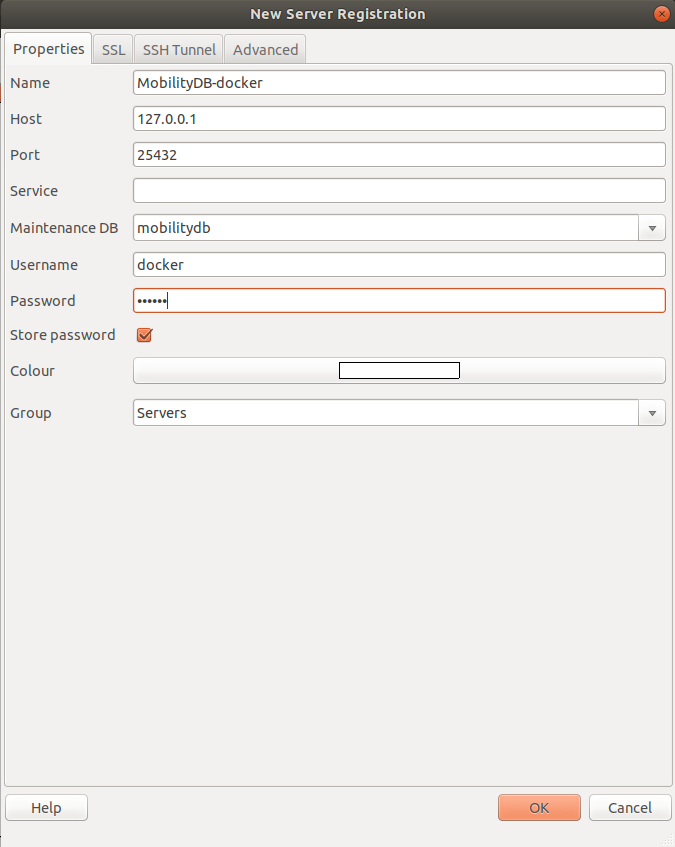 New Server Registration
Properties SSL SSH Tunnel Advanced
Name MobilityDB-docker
Host 127.0.0.1
Port 25432
Service
Maintenance DB mobilitydb
Username docker
Password ••••••
Store password
Colour
Group Servers
Help OK Cancel